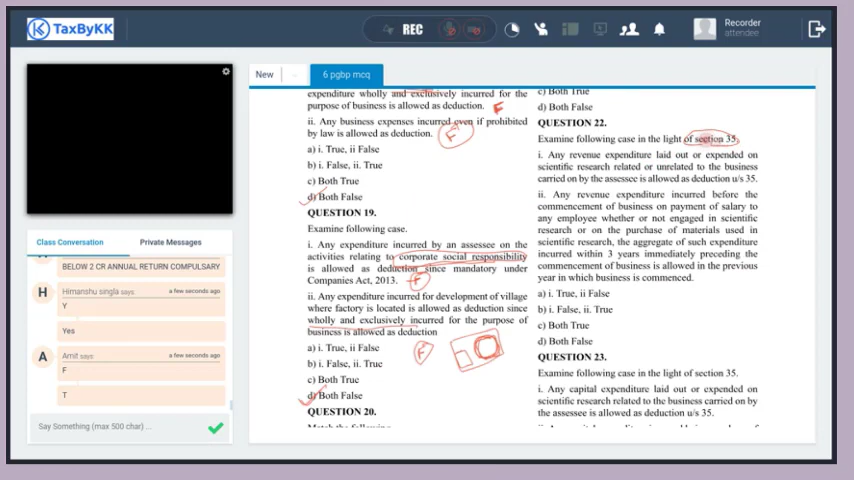 TaxByKK
REC
Recorder
attendee
New
6 pgbp mcq
expenditure wholly and exclusively incurred for the
purpose of business is allowed as deduction. F
ii. Any business expenses incurred even if prohibited
by law is allowed as deduction. F
a) i. True, ii False
b) i. False, ii. True
c) Both True
d) Both False
QUESTION 19.
Examine following case.
i. Any expenditure incurred by an assessee on the
activities relating to corporate social responsibility
is allowed as deduction since mandatory under
Companies Act, 2013. F
ii. Any expenditure incurred for development of village
where factory is located is allowed as deduction since
wholly and exclusively incurred for the purpose of
business is allowed as deduction
F
a) i. True, ii False
b) i. False, ii. True
c) Both True
d) Both False
QUESTION 20.
Match the following.
c) Both True
d) Both False
QUESTION 22.
Examine following case in the light of section 35.
i. Any revenue expenditure laid out or expended on
scientific research related or unrelated to the business
carried on by the assessee is allowed as deduction u/s 35.
ii. Any revenue expenditure incurred before the
commencement of business on payment of salary to
any employee whether or not engaged in scientific
research or on the purchase of materials used in
scientific research, the aggregate of such expenditure
incurred within 3 years immediately preceding the
commencement of business is allowed in the previous
year in which business is commenced.
a) i. True, ii False
b) i. False, ii. True
c) Both True
d) Both False
QUESTION 23.
Examine following case in the light of section 35.
i. Any capital expenditure laid out or expended on
scientific research related to the business carried on by
the assessee is allowed as deduction u/s 35.
Class Conversation
Private Messages
BELOW 2 CR ANNUAL RETURN COMPULSARY
H
Himanshu singla says:
a few seconds ago
Y
Yes
A
Amit says:
a few seconds ago
F
T
Say Something (max 500 char) ...